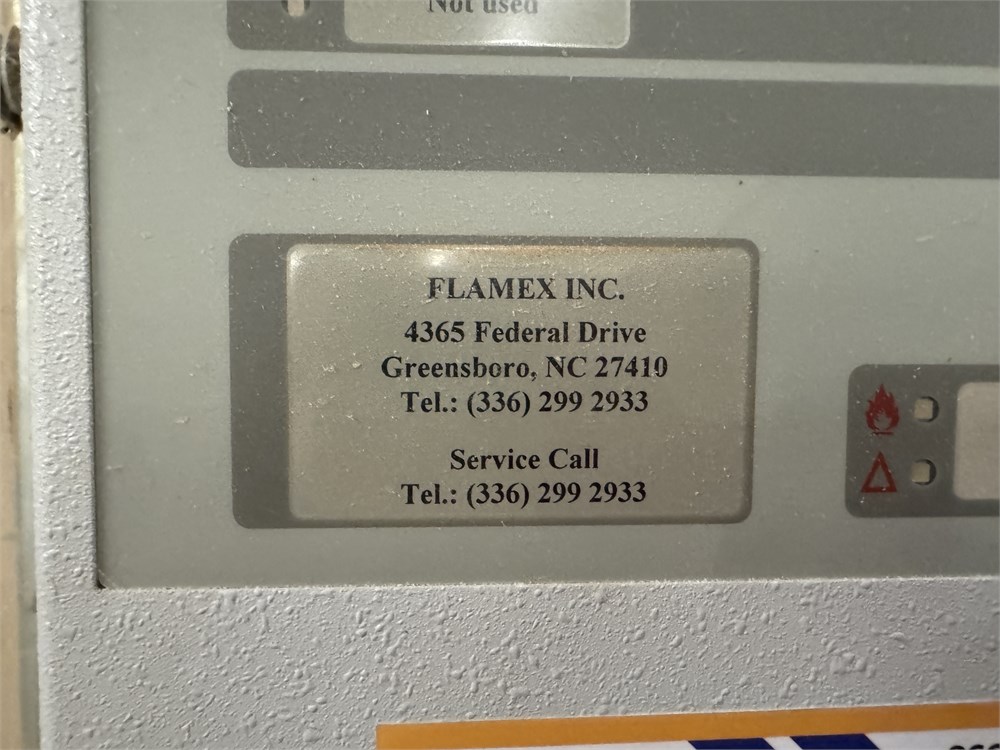 Not used
FLAMEX INC.
4365 Federal Drive
Greensboro, NC 27410
Tel.: (336) 299 2933
Service Call
Tel.: (336) 299 2933